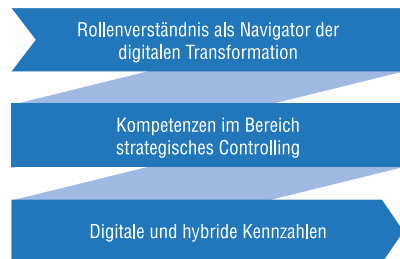 Rollenverständnis als Navigator der
digitalen Transformation
Kompetenzen im Bereich
strategisches Controlling
Digitale und hybride Kennzahlen